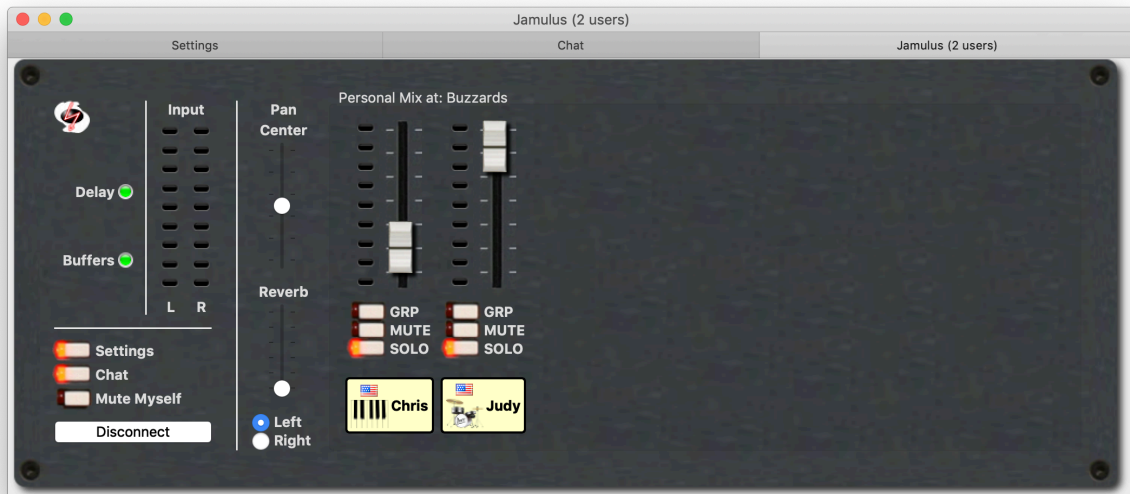 Jamulus (2 users)
Settings
Chat
Jamulus (2 users)
Personal Mix at: Buzzards
Input
Pan
Center
Delay
Buffers
L R
Reverb
GRP
MUTE
SOLO
GRP
MUTE
SOLO
Settings
Chat
Mute Myself
Disconnect
Left
Right
Chris
Judy